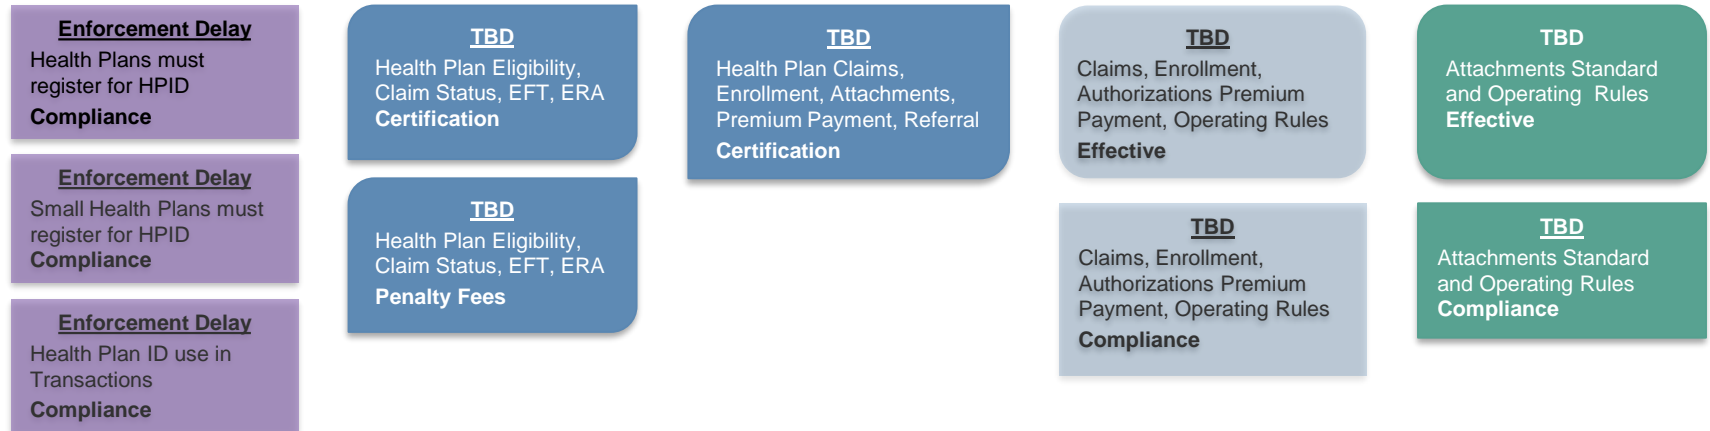 Enforcement Delay
Health Plans must
register for HPID
Compliance
Enforcement Delay
Small Health Plans must
register for HPID
Compliance
Enforcement Delay
Health Plan ID use in
Transactions
Compliance
TBD
Health Plan Eligibility,
Claim Status, EFT, ERA
Certification
TBD
Health Plan Eligibility,
Claim Status, EFT, ERA
Penalty Fees
TBD
Health Plan Claims,
Enrollment, Attachments,
Premium Payment, Referral
Certification
TBD
Claims, Enrollment,
Authorizations Premium
Payment, Operating Rules
Effective
TBD
Claims, Enrollment,
Authorizations Premium
Payment, Operating Rules
Compliance
TBD
Attachments Standard
and Operating Rules
Effective
TBD
Attachments Standard
and Operating Rules
Compliance